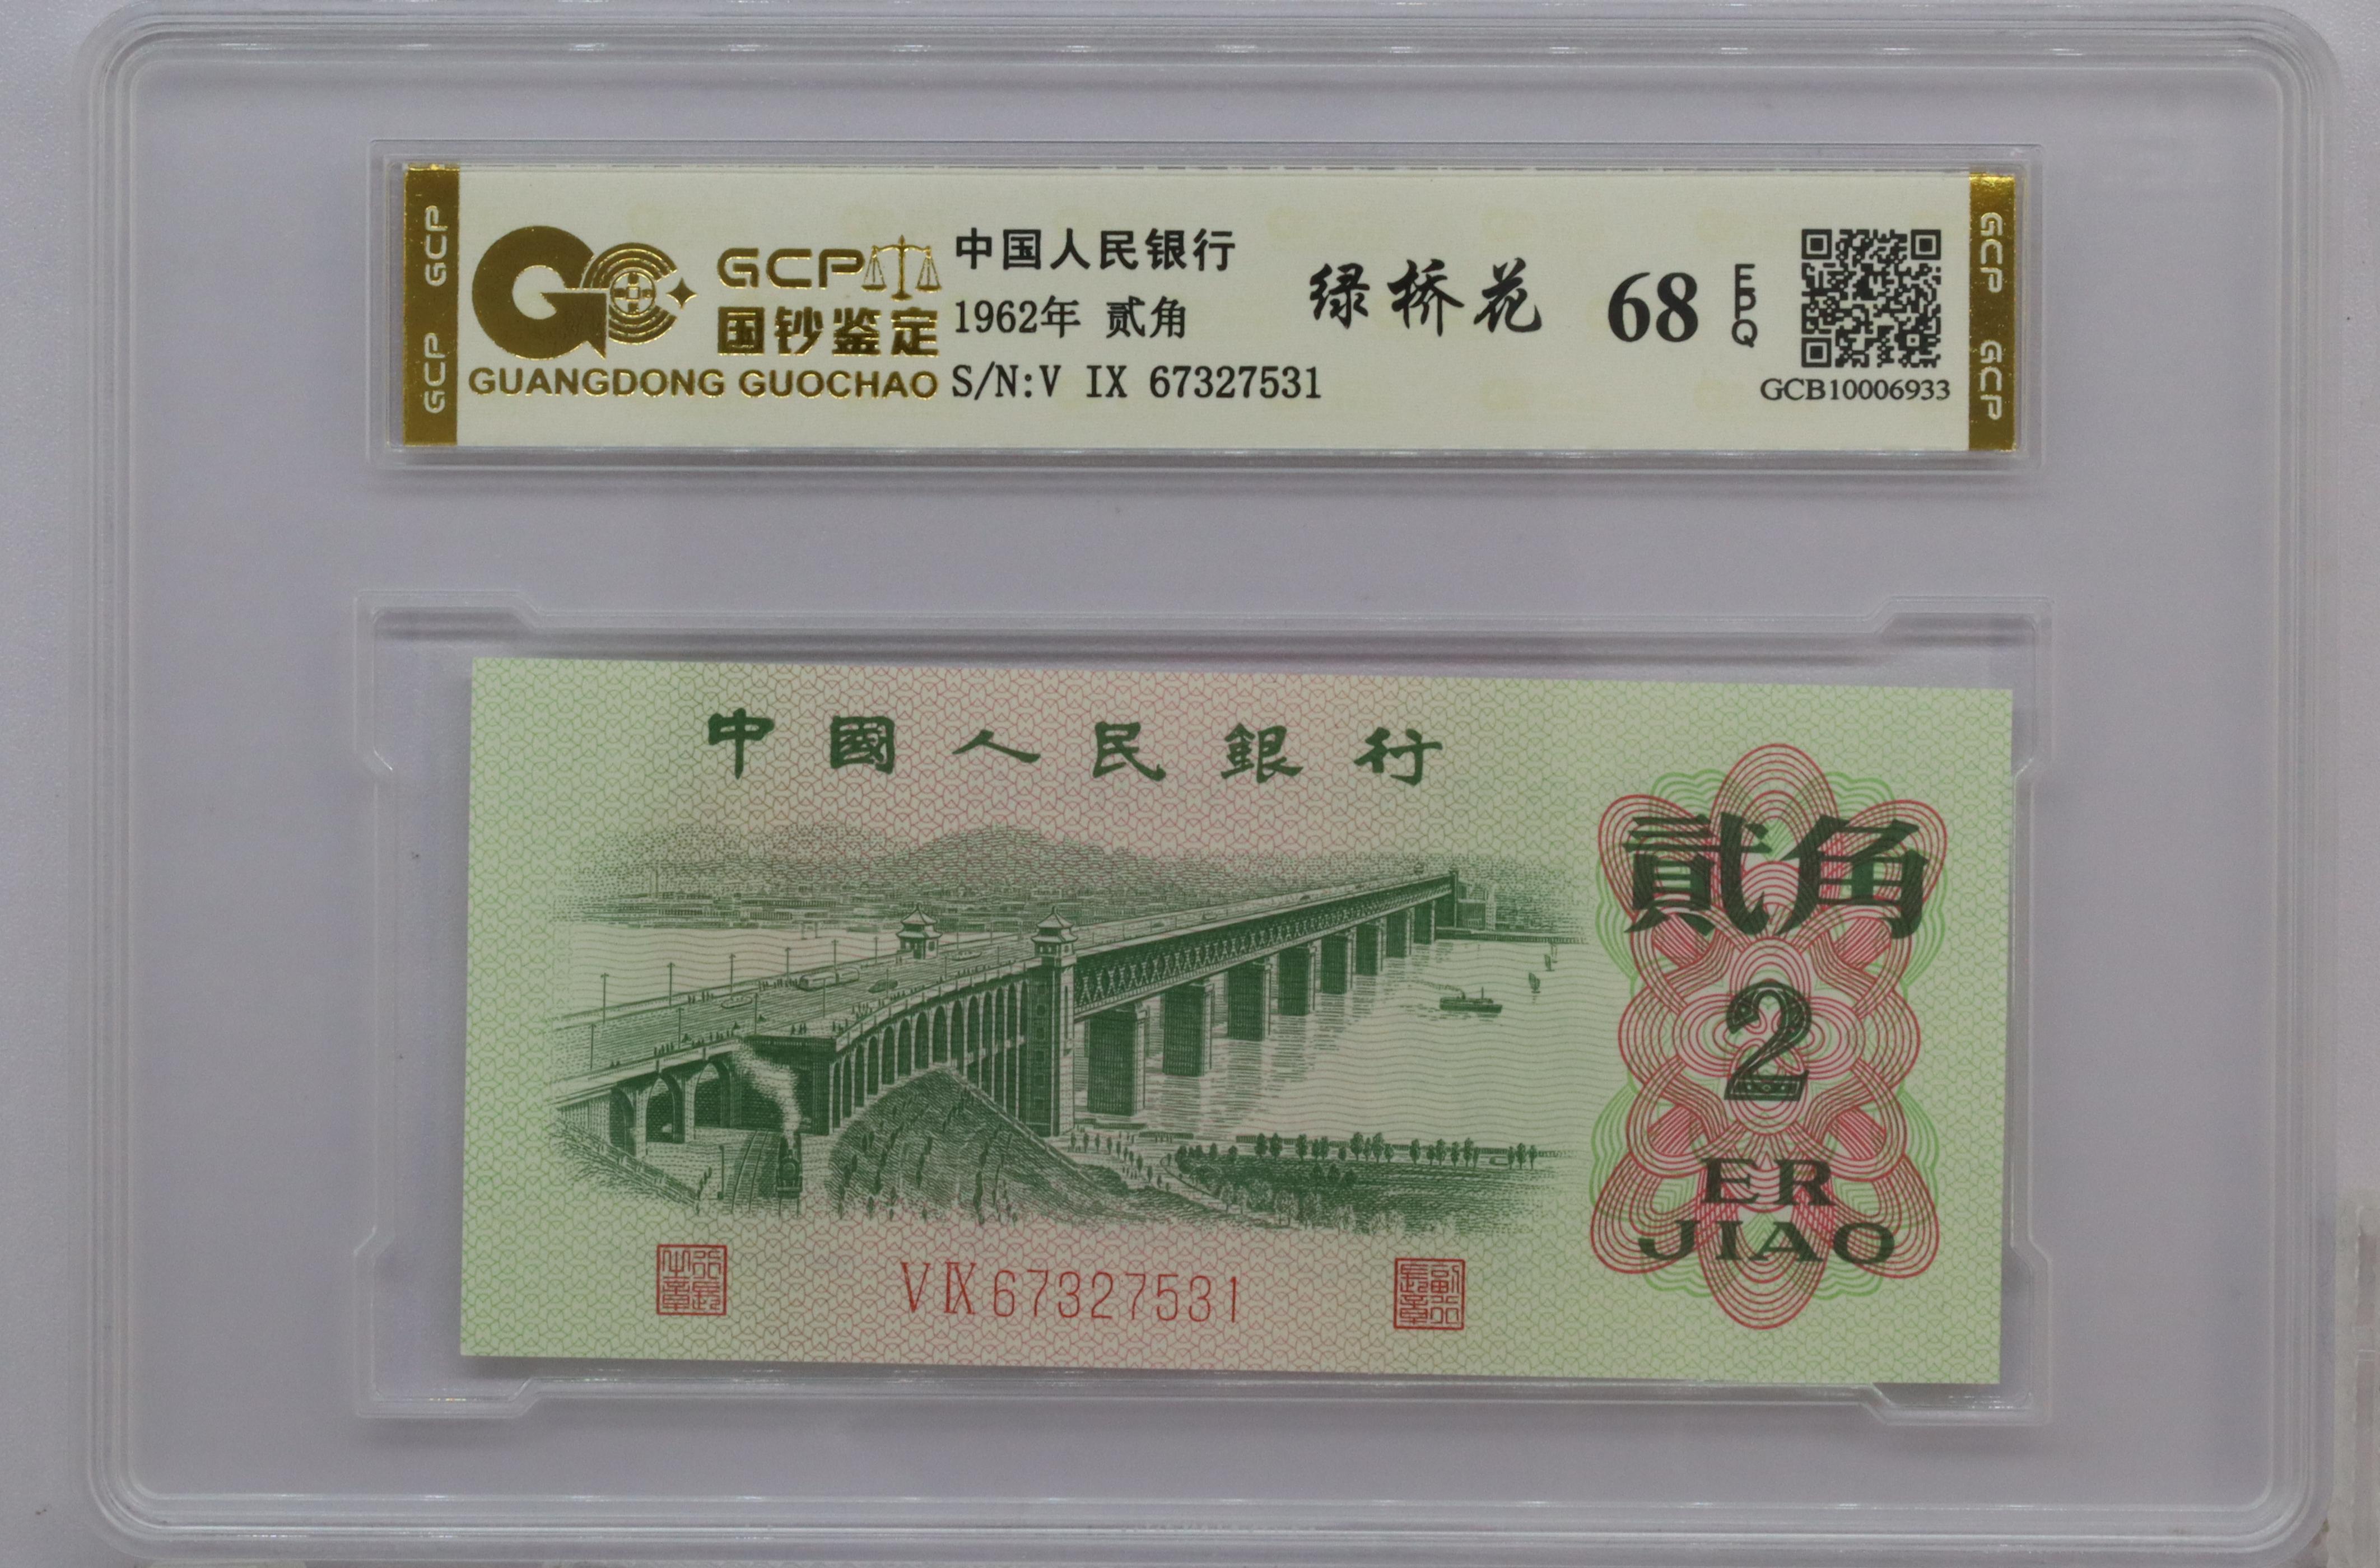 GCP GCP
GCP
国钞鉴定
GUANGDONG GUOCHAO
中国人民银行
1962年 贰角
S/N:V IX 67327531
绿桥花
68
EPQ
GCB10006933
GCP GCP
中國人民銀行
貳角
2
ER
JIAO
VIX67327531